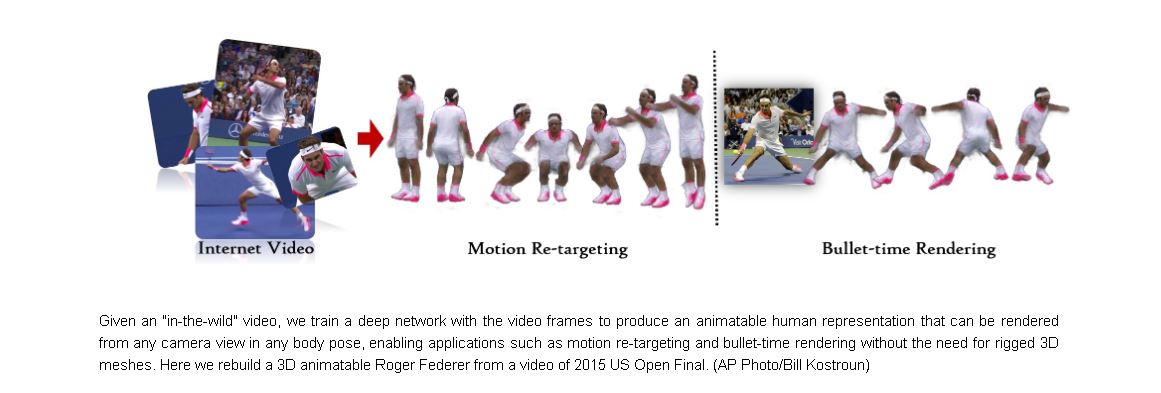 Internet Video
Motion Re-targeting
Bullet-time Rendering
Given an "in-the-wild" video, we train a deep network with the video frames to produce an animatable human representation that can be rendered
from any camera view in any body pose, enabling applications such as motion re-targeting and bullet-time rendering without the need for rigged 3D
meshes. Here we rebuild a 3D animatable Roger Federer from a video of 2015 US Open Final. (AP Photo/Bill Kostroun)